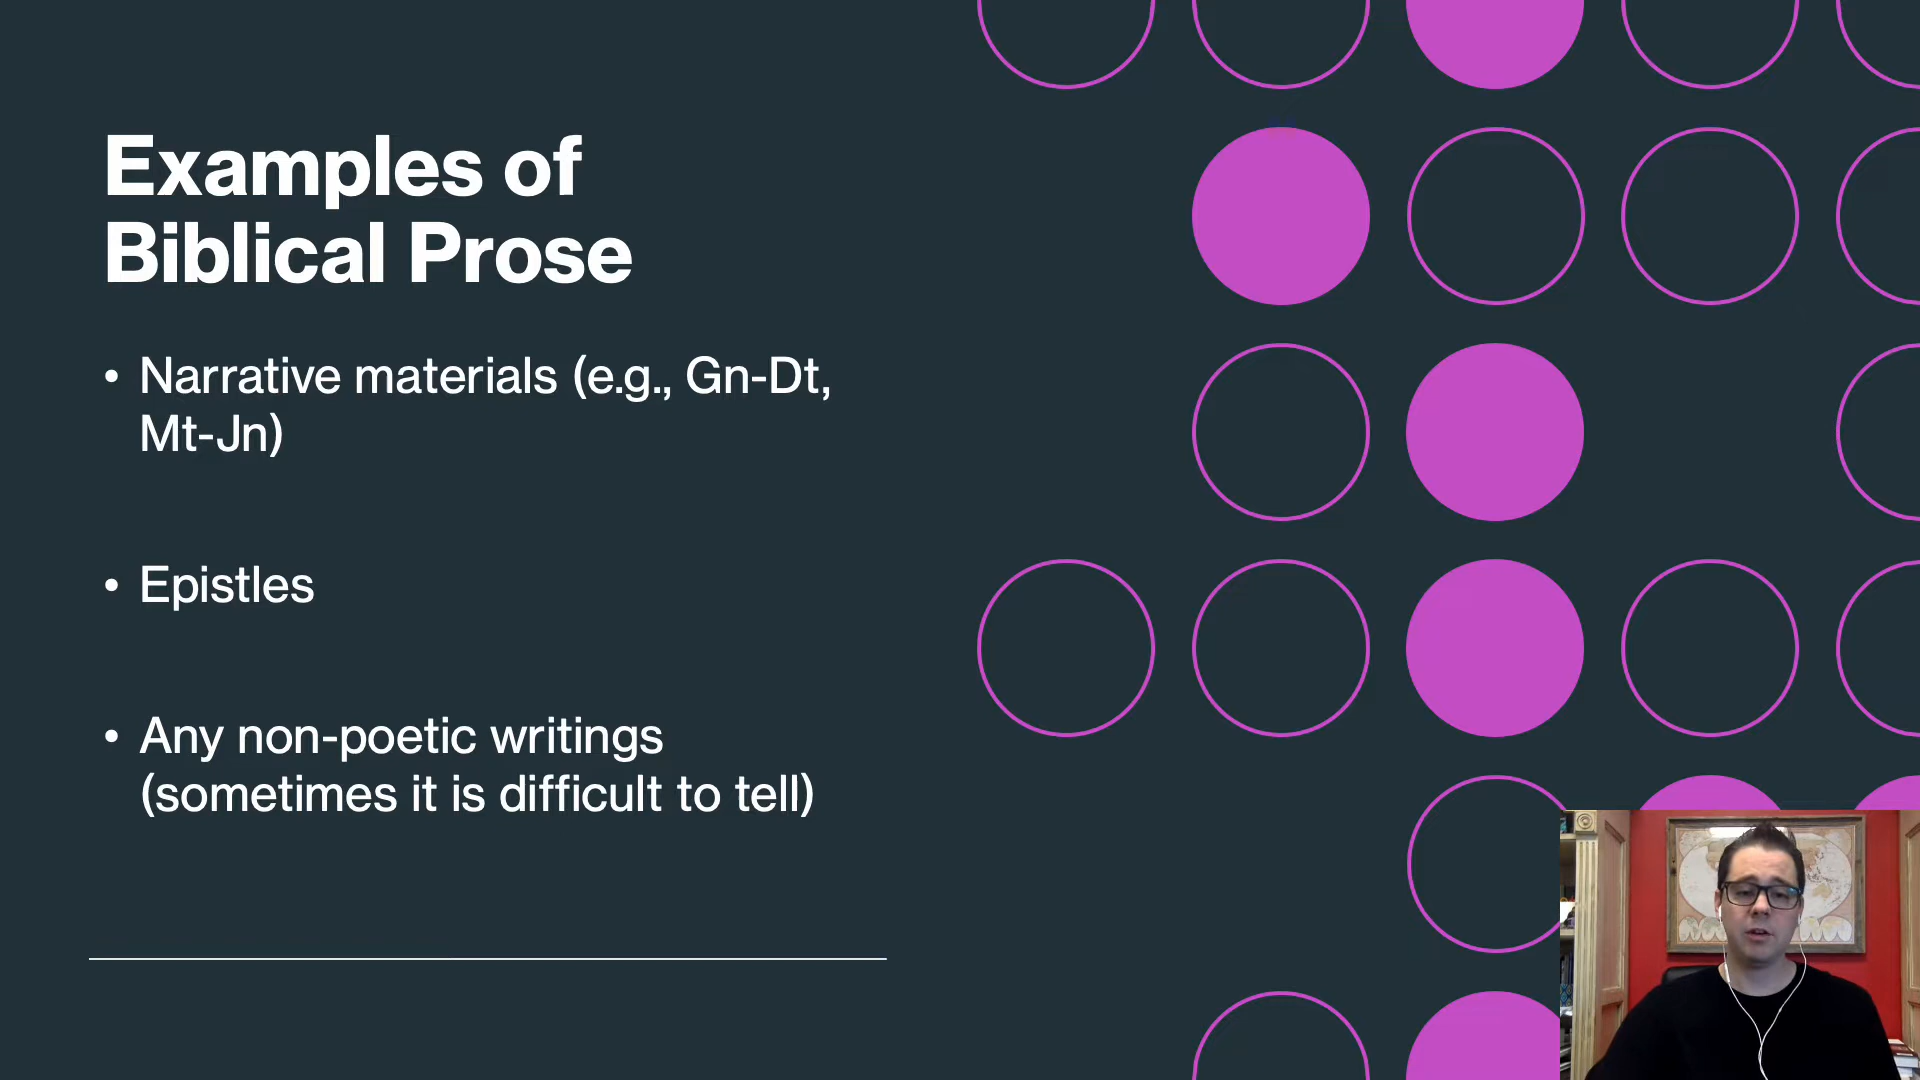 Examples of
Biblical Prose
• Narrative materials (e.g., Gn-Dt,
Mt-Jn)
• Epistles
• Any non-poetic writings
(sometimes it is difficult to tell)